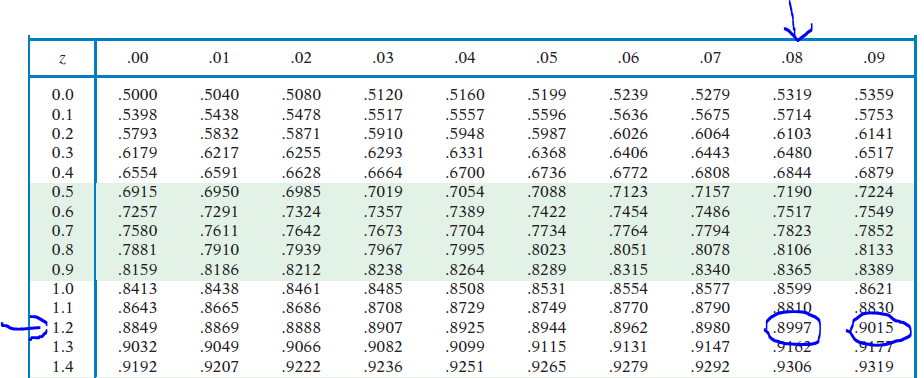 z .00 .01 .02 .03 .04 .05 .06 .07 .08 .09
0.0 .5000 .5040 .5080 .5120 .5160 .5199 .5239 .5279 .5319 .5359
0.1 .5398 .5438 .5478 .5517 .5557 .5596 .5636 .5675 .5714 .5753
0.2 .5793 .5832 .5871 .5910 .5948 .5987 .6026 .6064 .6103 .6141
0.3 .6179 .6217 .6255 .6293 .6331 .6368 .6406 .6443 .6480 .6517
0.4 .6554 .6591 .6628 .6664 .6700 .6736 .6772 .6808 .6844 .6879
0.5 .6915 .6950 .6985 .7019 .7054 .7088 .7123 .7157 .7190 .7224
0.6 .7257 .7291 .7324 .7357 .7389 .7422 .7454 .7486 .7517 .7549
0.7 .7580 .7611 .7642 .7673 .7704 .7734 .7764 .7794 .7823 .7852
0.8 .7881 .7910 .7939 .7967 .7995 .8023 .8051 .8078 .8106 .8133
0.9 .8159 .8186 .8212 .8238 .8264 .8289 .8315 .8340 .8365 .8389
1.0 .8413 .8438 .8461 .8485 .8508 .8531 .8554 .8577 .8599 .8621
1.1 .8643 .8665 .8686 .8708 .8729 .8749 .8770 .8790 .8810 .8830
1.2 .8849 .8869 .8888 .8907 .8925 .8944 .8962 .8980 .8997 .9015
1.3 .9032 .9049 .9066 .9082 .9099 .9115 .9131 .9147 .9162 .9177
1.4 .9192 .9207 .9222 .9236 .9251 .9265 .9279 .9292 .9306 .9319